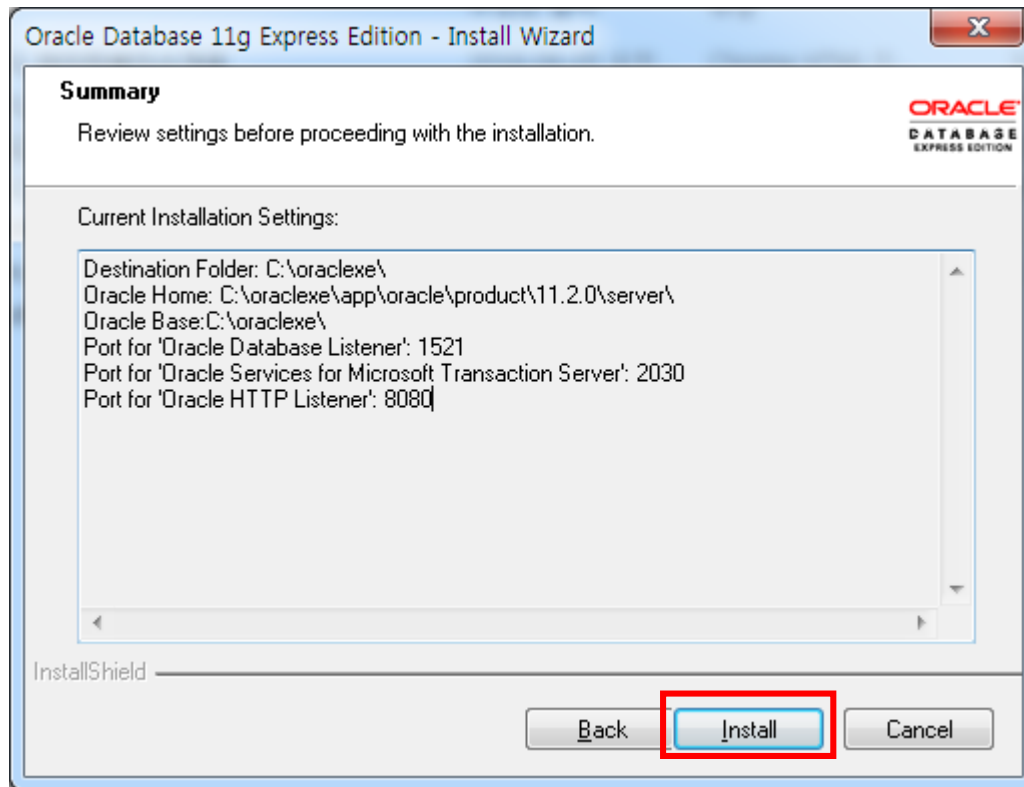 Oracle Database 11g Express Edition - Install Wizard
Summary
Review settings before proceeding with the installation.
ORACLE
DATABASE
EXPRESS EDITION
Current Installation Settings:
Destination Folder: C:\oraclexe\
Oracle Home: C:\oraclexe\app\oracle\product\11.2.0\server\
Oracle Base:C:\oraclexe\
Port for 'Oracle Database Listener': 1521
Port for 'Oracle Services for Microsoft Transaction Server': 2030
Port for 'Oracle HTTP Listener': 8080
InstallShield
Back Install Cancel